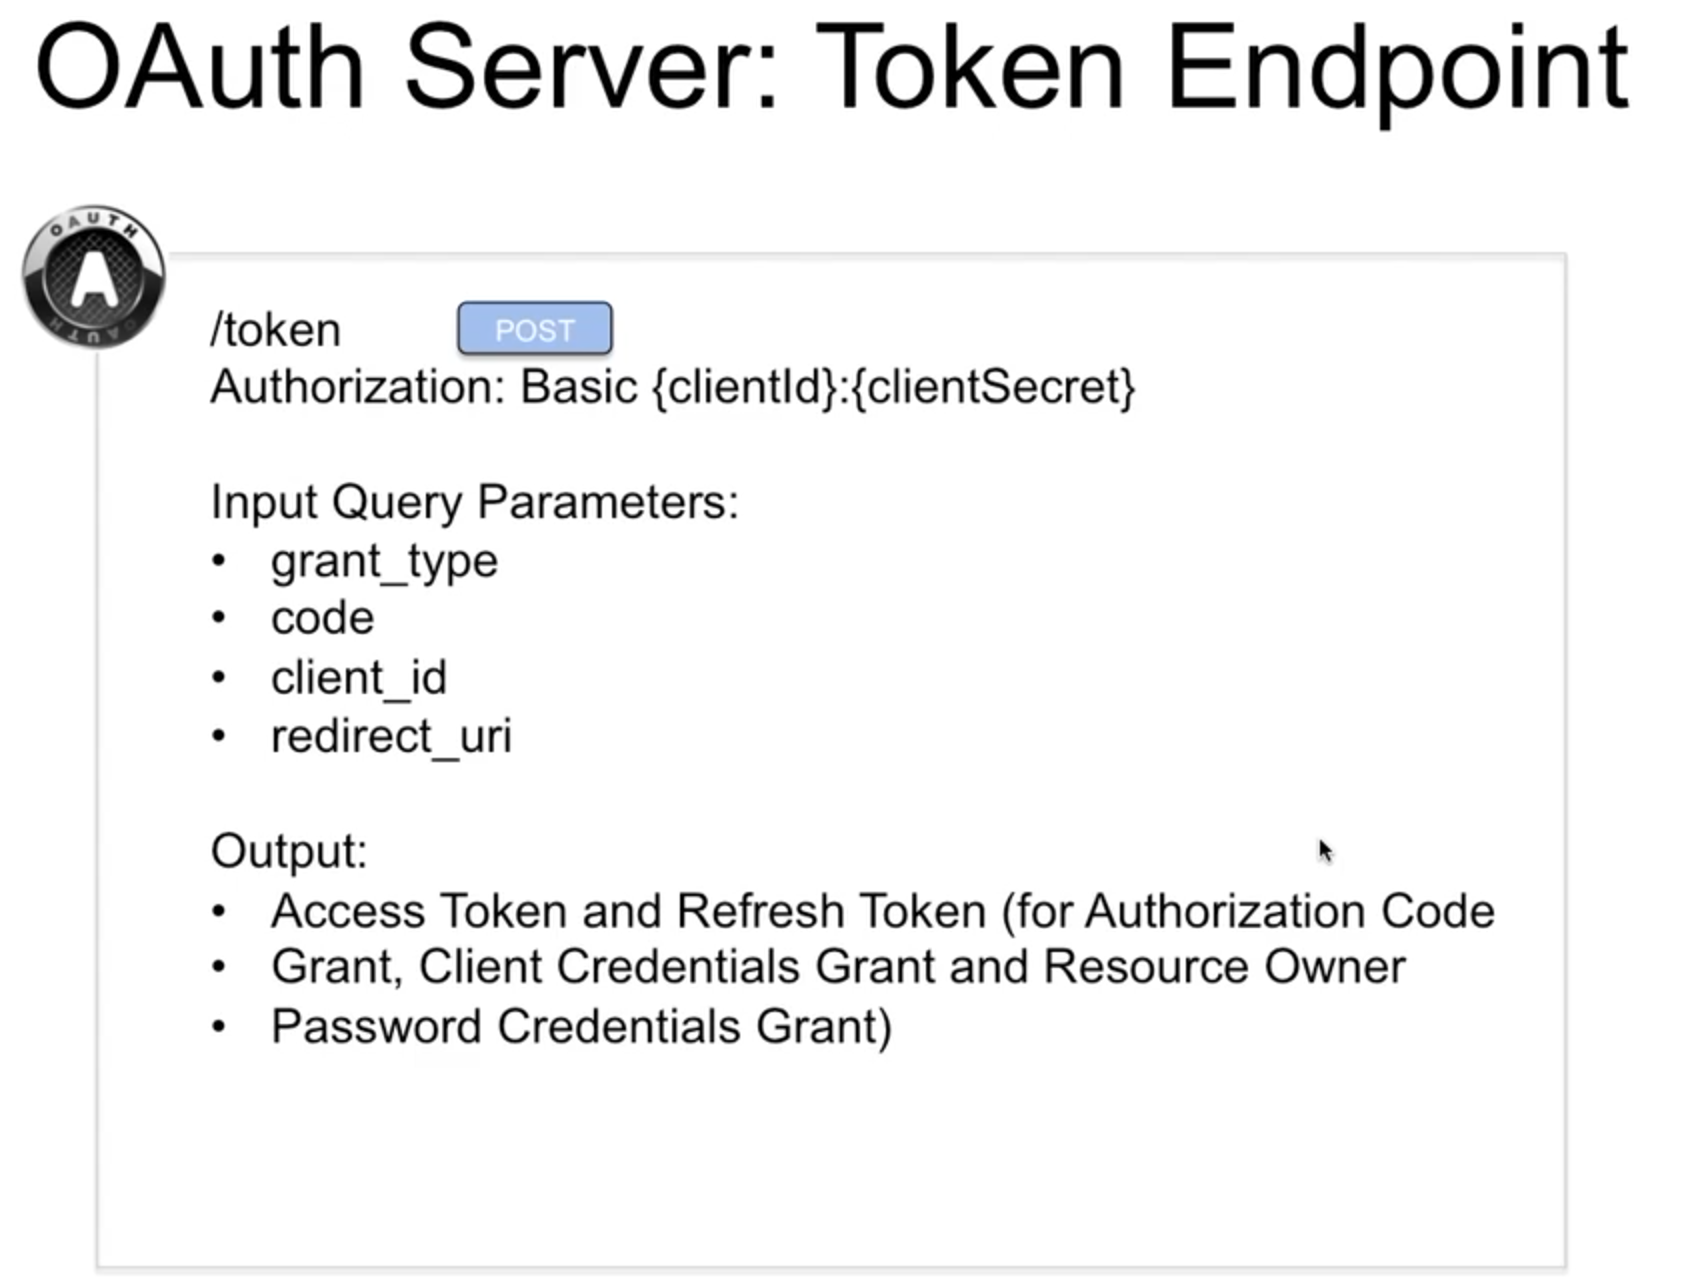 OAuth Server: Token Endpoint
OAUTH
A
OAUTH
/token POST
Authorization: Basic {clientId}:{clientSecret}
Input Query Parameters:
• grant_type
• code
• client_id
• redirect_uri
Output:
• Access Token and Refresh Token (for Authorization Code
• Grant, Client Credentials Grant and Resource Owner
• Password Credentials Grant)